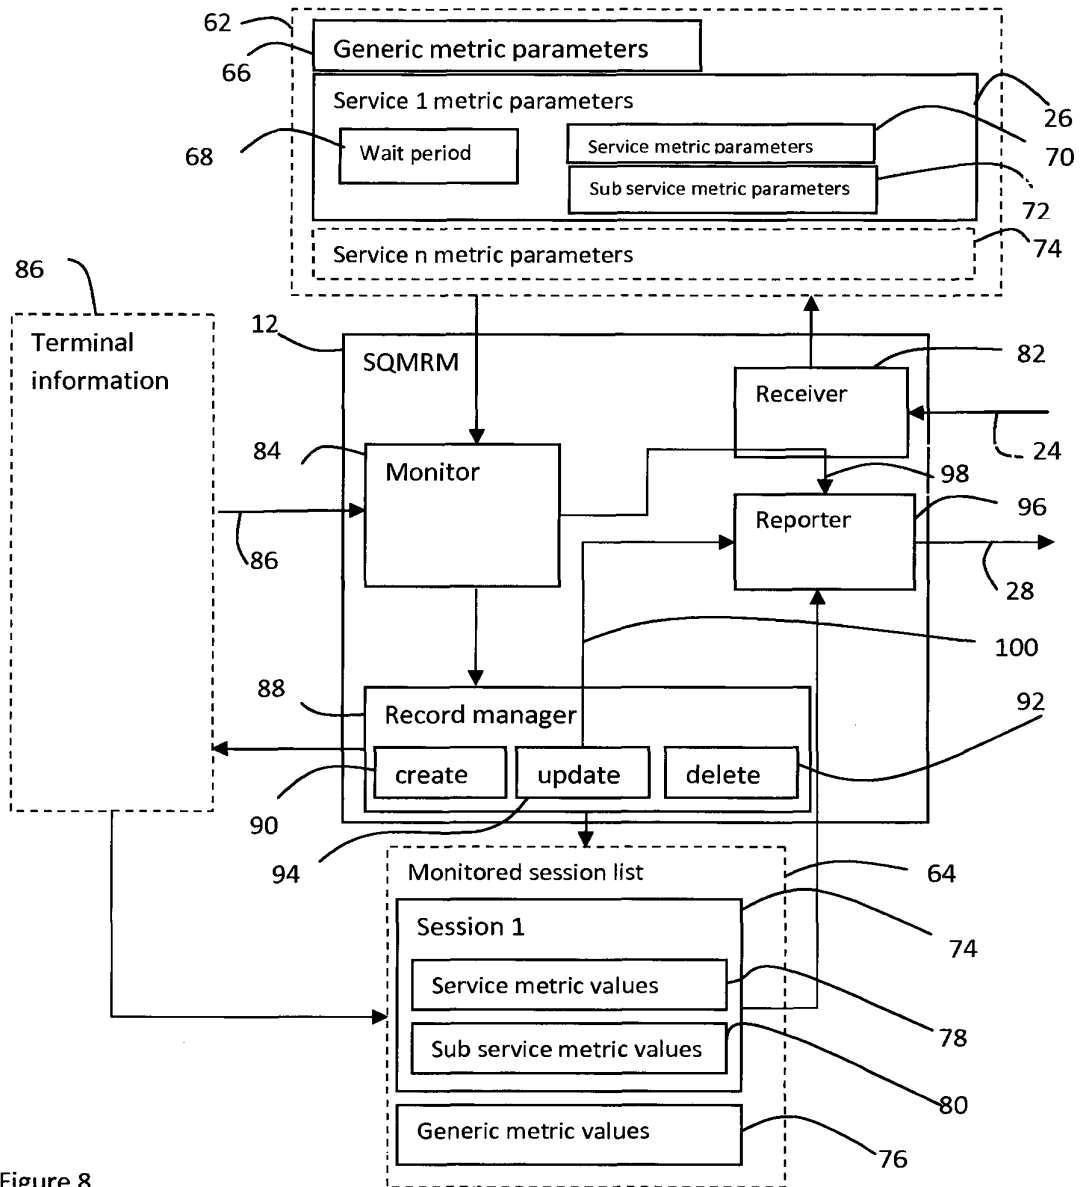 62
Generic metric parameters
66
Service 1 metric parameters
26
68
Wait period
Service metric parameters
70
Sub service metric parameters
72
Service n metric parameters
74
86
Terminal
information
12
SQMRM
82
Receiver
84
Monitor
24
98
96
Reporter
86
28
100
88
Record manager
92
create
update
delete
90
94
Monitored session list
64
Session 1
74
Service metric values
78
Sub service metric values
80
Generic metric values
76
Figure 8